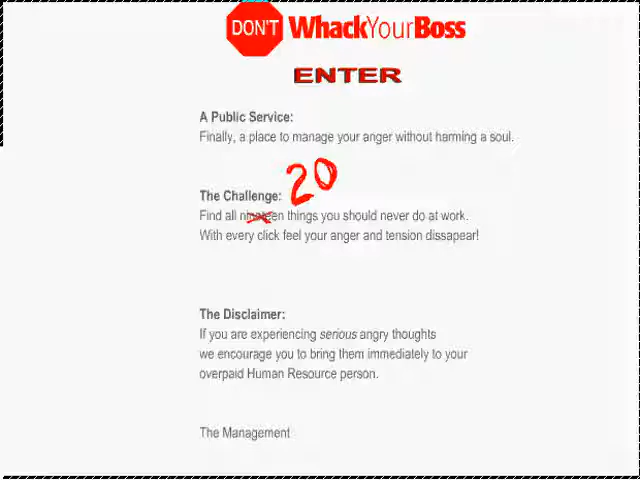 DON'T WhackYourBoss
ENTER
A Public Service:
Finally, a place to manage your anger without harming a soul.
20
The Challenge:
Find all nineteen things you should never do at work.
With every click feel your anger and tension dissapear!
The Disclaimer:
If you are experiencing serious angry thoughts
we encourage you to bring them immediately to your
overpaid Human Resource person.
The Management